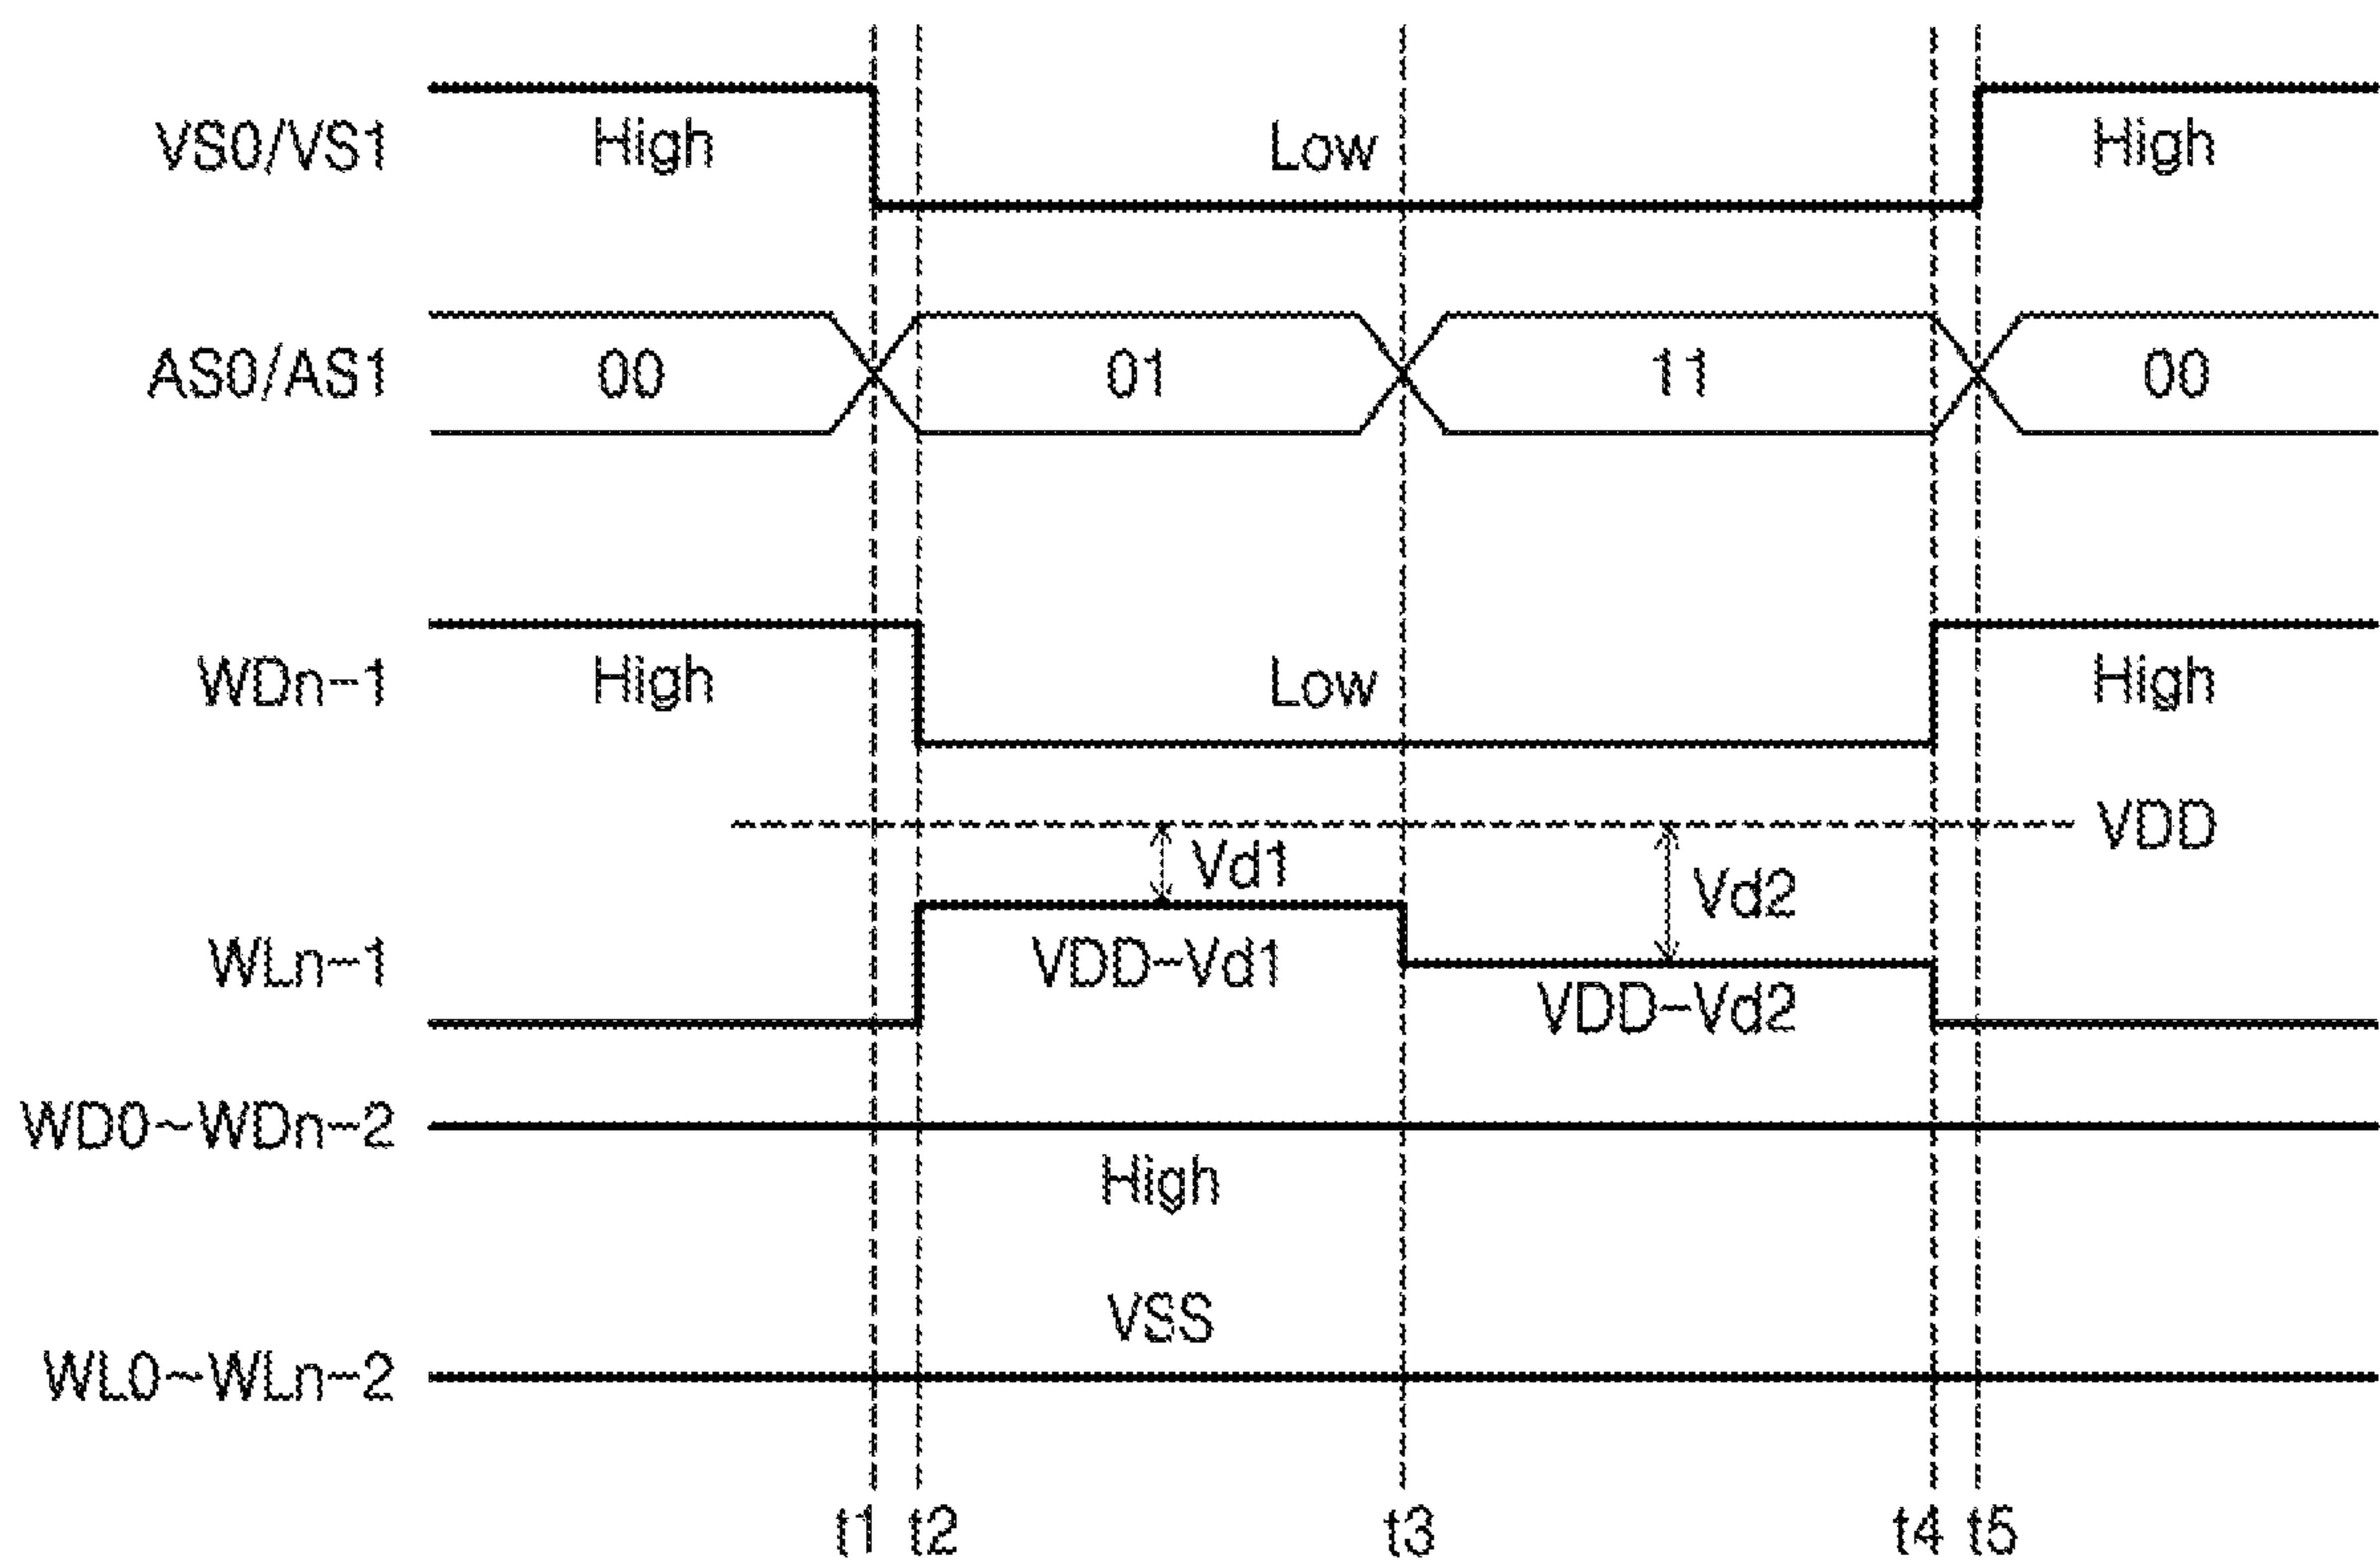 VS0/VS1 High Low High
AS0/AS1 00 01 11 00
WDn-1 High Low High
VDD
Vd1
Vd2
WLn-1 VDD-Vd1
VDD-Vd2
WD0~WDn-2
High
VSS
WL0~WLn-2
t1 t2 t3 t4 t5